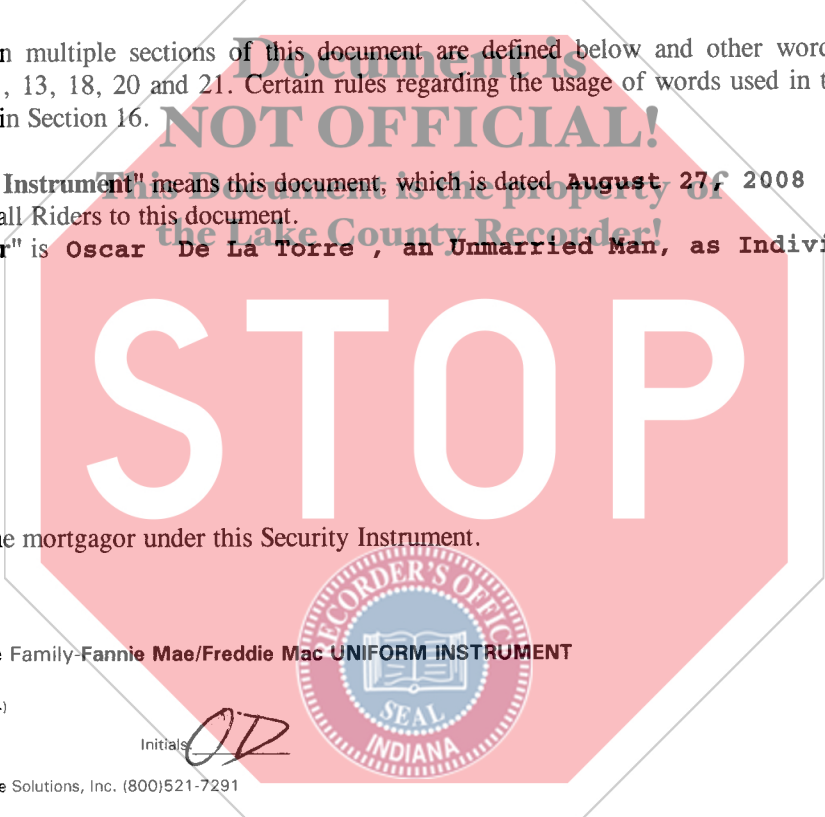 Document is
n multiple sections of this document are defined below and other word
, 13, 18, 20 and 21. Certain rules regarding the usage of words used in t
NOT OFFICIAL!
in Section 16.
This Document is the property of
Instrument" means this document, which is dated August 27, 2008
all Riders to this document.
the Lake County Recorder!
r" is Oscar De La Torre , an Unmarried Man, as Indivi
STOP
e mortgagor under this Security Instrument.
RECORDER'S OFFIC
Family-Fannie Mae/Freddie Mac UNIFORM INSTRUMENT
SEAL
INDIANA
.)
Initials: OD
e Solutions, Inc. (800)521-7291